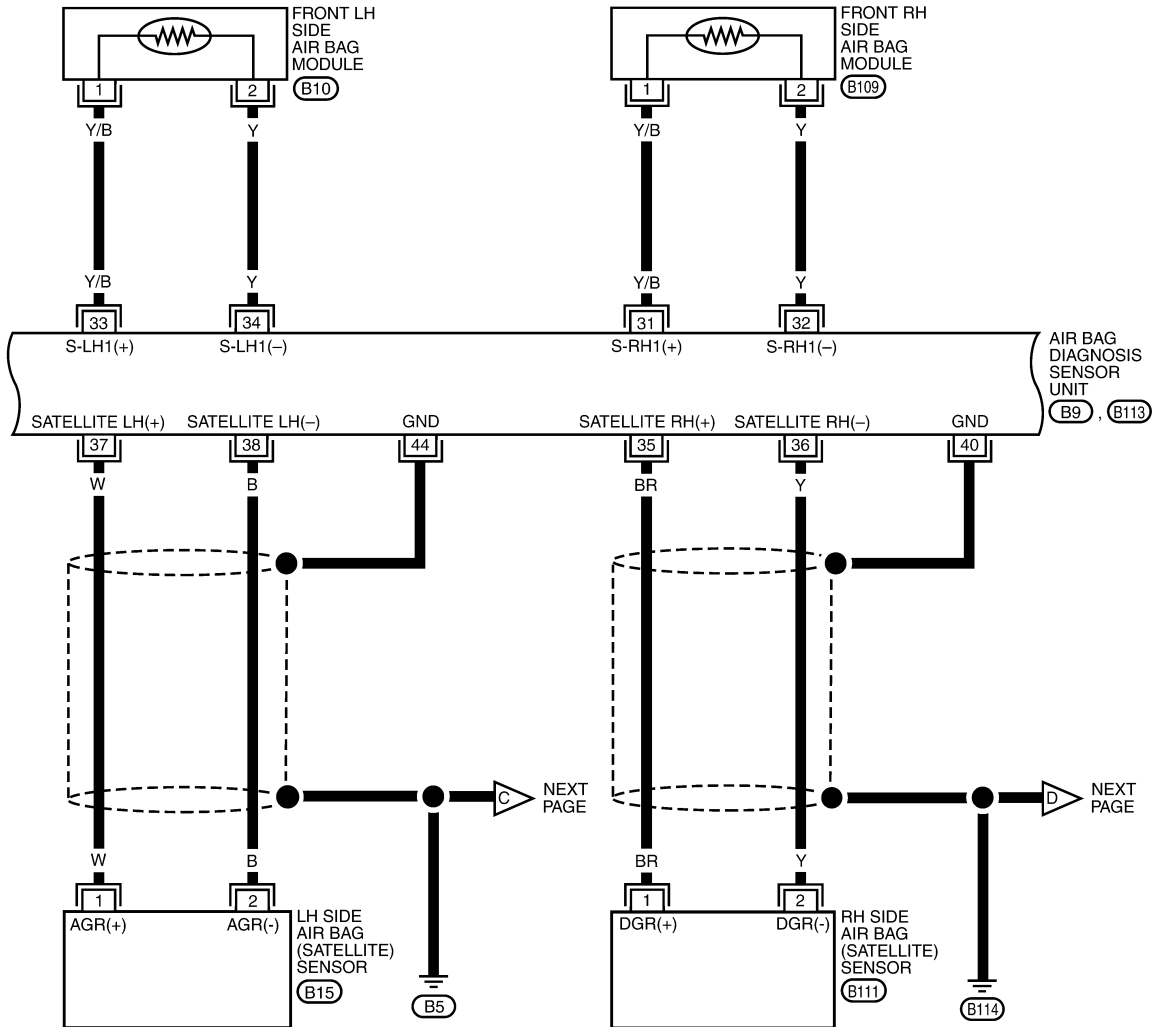 FRONT LH
SIDE
AIR BAG
MODULE
B10
FRONT RH
SIDE
AIR BAG
MODULE
B109
1 2 1 2
Y/B Y Y/B Y
Y/B Y Y/B Y
33 34 31 32
S-LH1(+) S-LH1(–) S-RH1(+) S-RH1(–)
AIR BAG
DIAGNOSIS
SENSOR
UNIT
B9 , B113
SATELLITE LH(+) SATELLITE LH(–) GND SATELLITE RH(+) SATELLITE RH(–) GND
37 38 44 35 36 40
W B BR Y
C NEXT
PAGE
D NEXT
PAGE
W B BR Y
1 2 1 2
AGR(+) AGR(-) DGR(+) DGR(-)
LH SIDE
AIR BAG
(SATELLITE)
SENSOR
B15
B5
RH SIDE
AIR BAG
(SATELLITE)
SENSOR
B111
B114